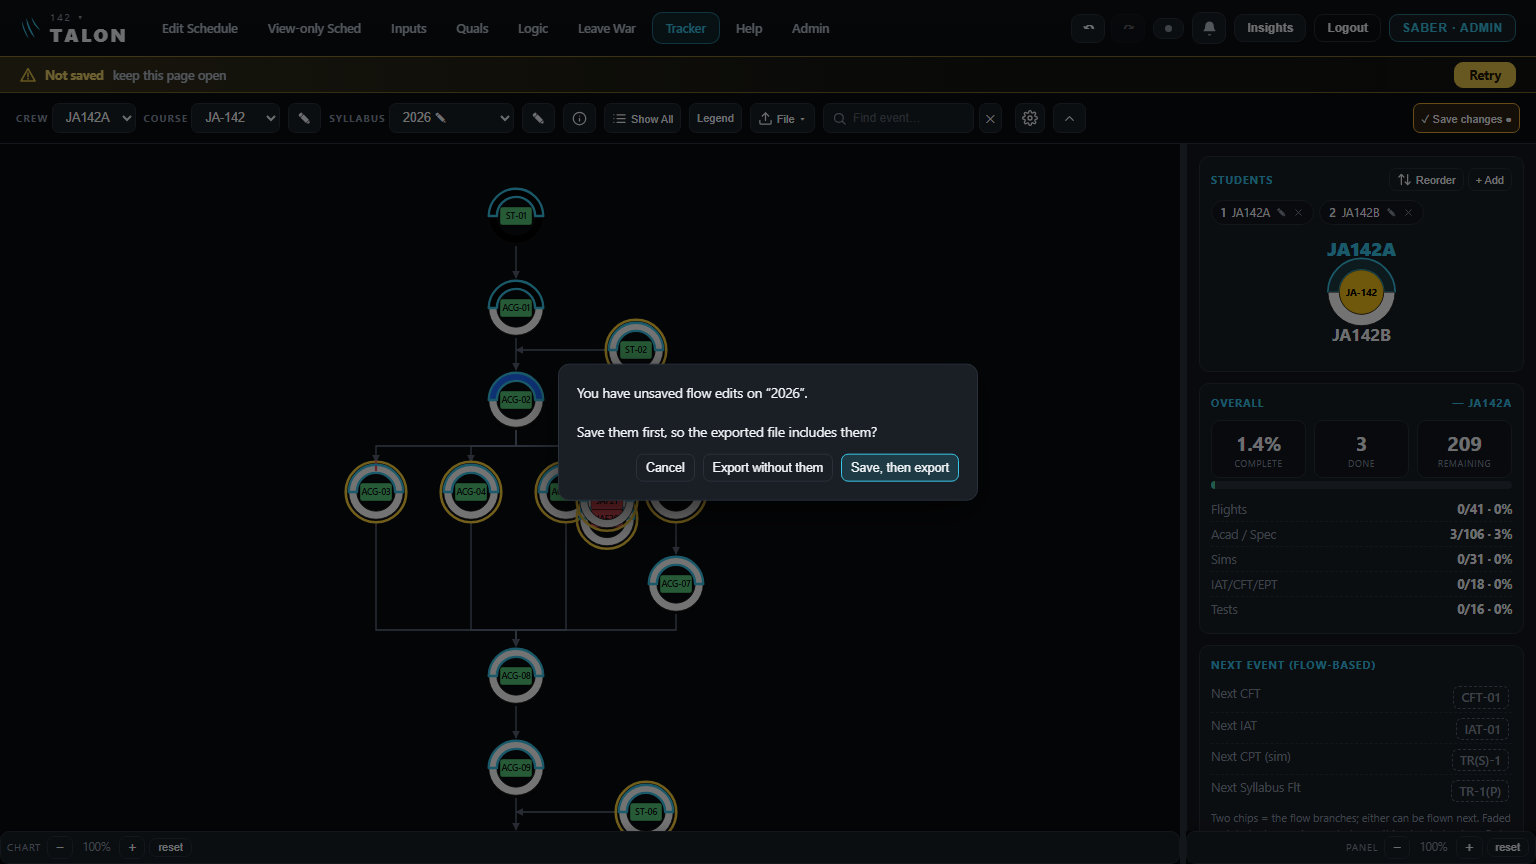 142
TALON
Edit Schedule
View-only Sched
Inputs
Quals
Logic
Leave War
Tracker
Help
Admin
Insights
Logout
SABER · ADMIN
Not saved keep this page open
Retry
CREW JA142A
COURSE JA-142
SYLLABUS 2026
Show All
Legend
File
Find event...
✓ Save changes
ST-01
ACG-01
ST-02
ACG-02
ACG-03
ACG-04
ACG-07
ACG-08
ACG-09
ST-06
You have unsaved flow edits on “2026”.
Save them first, so the exported file includes them?
Cancel
Export without them
Save, then export
STUDENTS
Reorder
+ Add
1 JA142A
2 JA142B
JA142A
JA-142
JA142B
OVERALL
— JA142A
1.4%
COMPLETE
3
DONE
209
REMAINING
Flights 0/41 · 0%
Acad / Spec 3/106 · 3%
Sims 0/31 · 0%
IAT/CFT/EPT 0/18 · 0%
Tests 0/16 · 0%
NEXT EVENT (FLOW-BASED)
Next CFT CFT-01
Next IAT IAT-01
Next CPT (sim) TR(S)-1
Next Syllabus Flt TR-1(P)
Two chips = the flow branches; either can be flown next. Faded
CHART − 100% + reset
PANEL − 100% + reset